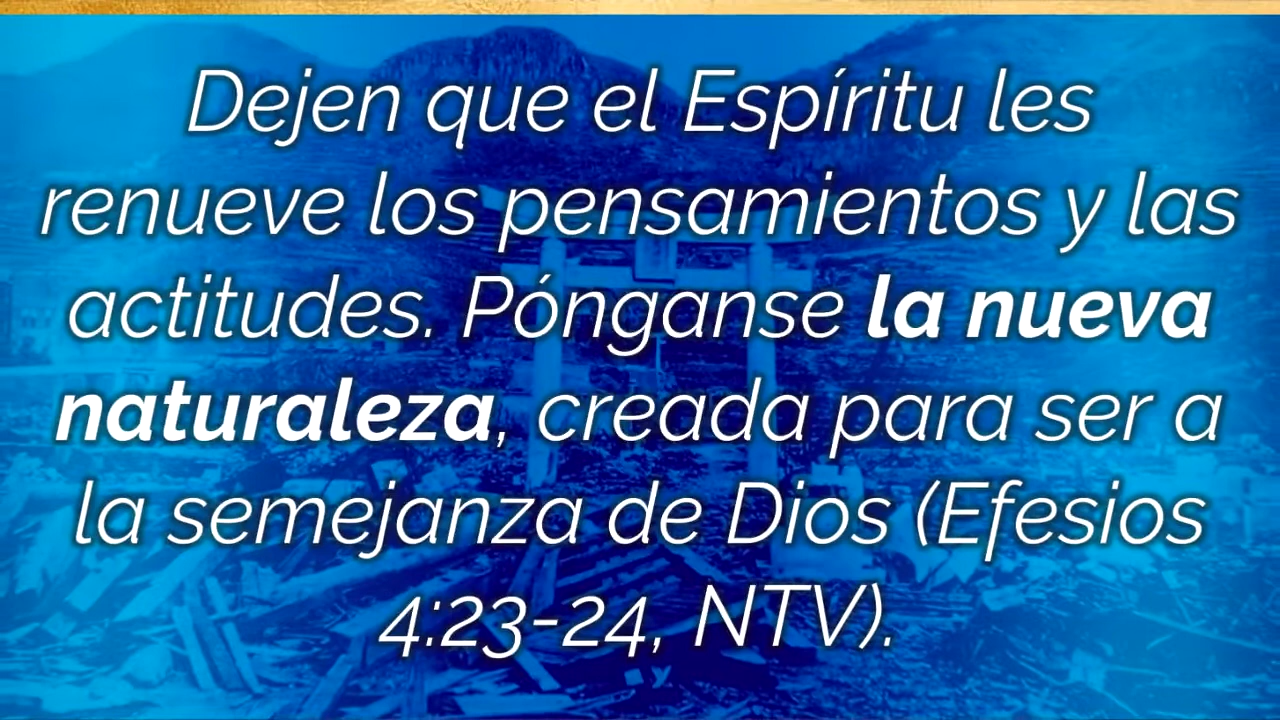 Dejen que el Espíritu les
renueve los pensamientos y las
actitudes. Pónganse la nueva
naturaleza, creada para ser a
la semejanza de Dios (Efesios
4:23-24, NTV).